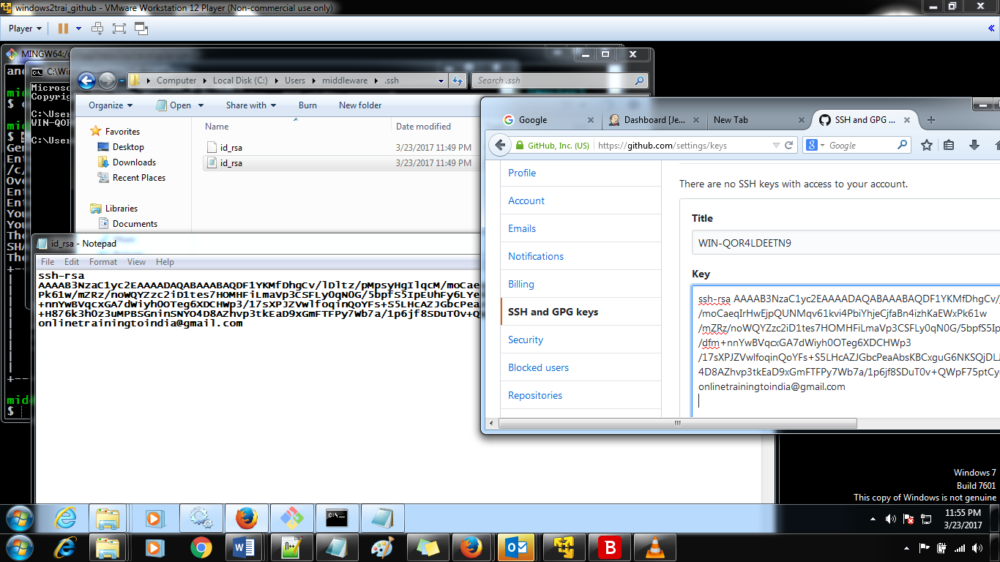 windows2trai_github - VMware Workstation 12 Player (Non-commercial use only)
Player
MINGW64:/
C:\Win
Microso
Copyrig
C:\User
WIN-QOR
C:\User
$
$
Gen
Ent
/c/
Ove
Ent
Ent
You
You
The
SHA
The
$
Computer
Local Disk (C:)
Users
middleware
.ssh
Search .ssh
Organize
Open
Share with
Burn
New folder
Favorites
Desktop
Downloads
Recent Places
Libraries
Documents
Name
Date modified
id_rsa
3/23/2017 11:49 PM
id_rsa
3/23/2017 11:49 PM
id_rsa - Notepad
File Edit Format View Help
ssh-rsa
AAAAB3NzaC1yc2EAAAADAQABAAABAQDF1YKMfDhgCv/lDltz/pMpsyHgIlqcM/moCae
Pk61w/mZRz/noWQYZzc2iD1tes7HOMHFiLmaVp3CSFLy0qN0G/5bpfS5IpEUhFy6LYe
+nnYwBVqcxGA7dWiyh0OTeg6XDCHWp3/17sXPJZVwlfoqinQoYFs+S5LHcAZJGbcPea
+H876k3hOz3uMPBSGninSNYO4D8AZhvp3tkEaD9xGmFTFPy7Wb7a/1p6jf8SDuT0v+Q
onlinetrainingtoindia@gmail.com
Google
Dashboard [Je...
New Tab
SSH and GPG ...
GitHub, Inc. (US)
https://github.com/settings/keys
Google
Profile
Account
Emails
Notifications
Billing
SSH and GPG keys
Security
Blocked users
Repositories
There are no SSH keys with access to your account.
Title
WIN-QOR4LDEETN9
Key
ssh-rsa AAAAB3NzaC1yc2EAAAADAQABAAABAQDF1YKMfDhgCv/
/moCaeqIrHwEjpQUNMqv61kvi4PbiYhjeCjfaBn4izhKaEWxPk61w
/mZRz/noWQYZzc2iD1tes7HOMHFiLmaVp3CSFLy0qN0G/5bpfS5Ip
/dfm+nnYwBVqcxGA7dWiyh0OTeg6XDCHWp3
/17sXPJZVwlfoqinQoYFs+S5LHcAZJGbcPeaAbsKBCxguG6NKSQjDLJ
4D8AZhvp3tkEaD9xGmFTFPy7Wb7a/1p6jf8SDuT0v+QWpF75ptCy
onlinetrainingtoindia@gmail.com
Windows 7
Build 7601
This copy of Windows is not genuine
11:55 PM
3/23/2017